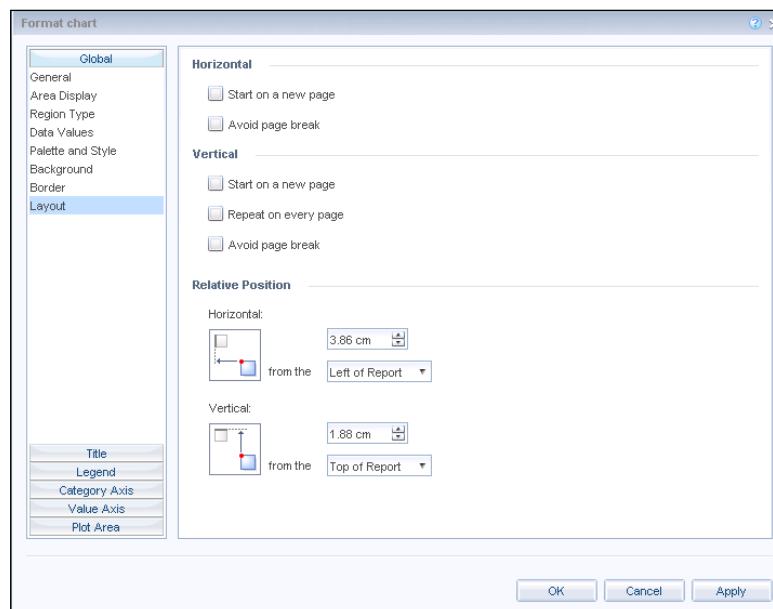 Format chart
Global
General
Area Display
Region Type
Data Values
Palette and Style
Background
Border
Layout
Title
Legend
Category Axis
Value Axis
Plot Area
Horizontal
Start on a new page
Avoid page break
Vertical
Start on a new page
Repeat on every page
Avoid page break
Relative Position
Horizontal:
3.86 cm
from the Left of Report
Vertical:
1.88 cm
from the Top of Report
OK Cancel Apply